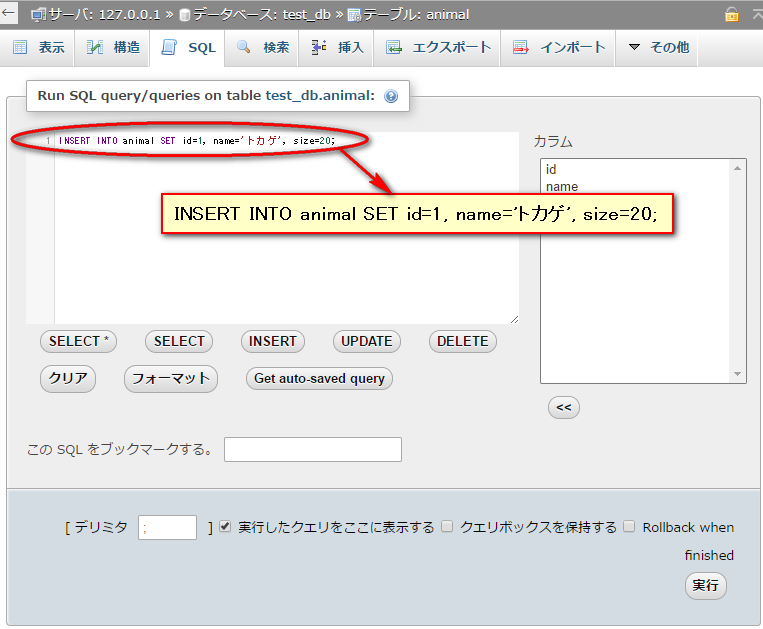 サーバ: 127.0.0.1 » データベース: test_db » テーブル: animal
表示 構造 SQL 検索 挿入 エクスポート インポート その他
Run SQL query/queries on table test_db.animal:
1 INSERT INTO animal SET id=1, name='トカゲ', size=20;
カラム
id
name
INSERT INTO animal SET id=1, name='トカゲ', size=20;
SELECT * SELECT INSERT UPDATE DELETE
クリア フォーマット Get auto-saved query
<<
この SQL をブックマークする。
[ デリミタ ; ] 実行したクエリをここに表示する クエリボックスを保持する Rollback when
finished
実行